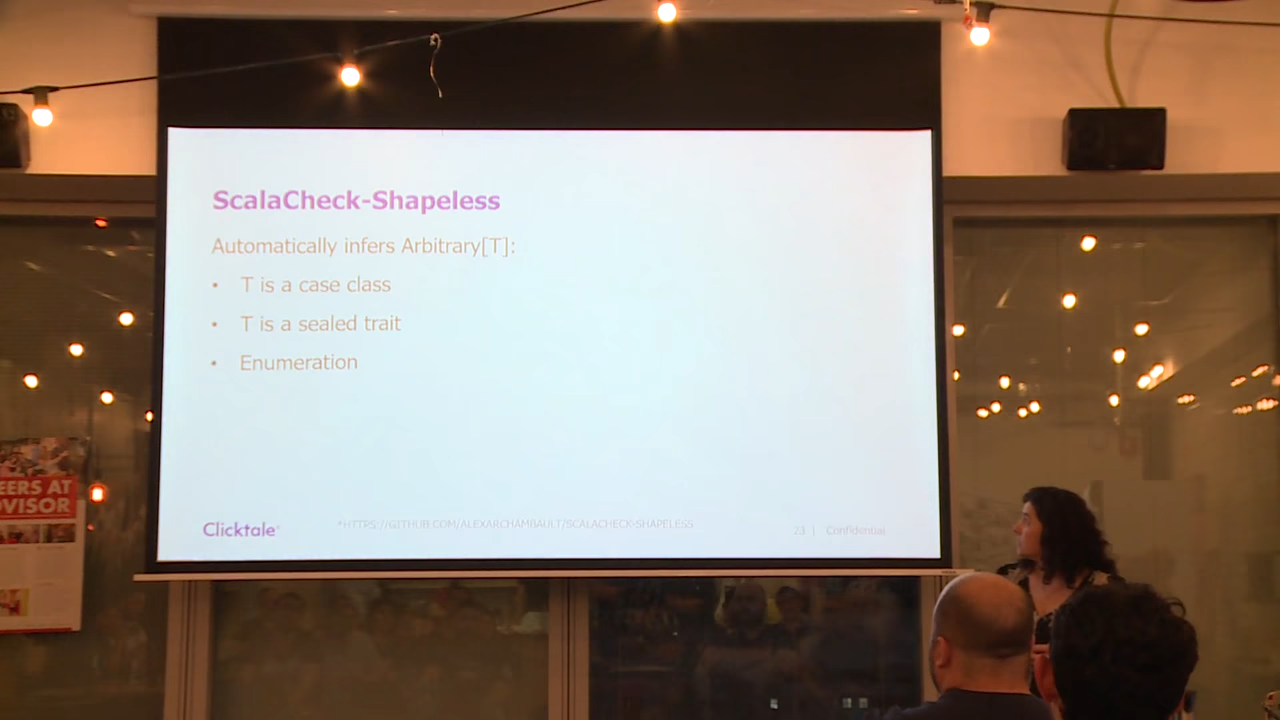 ScalaCheck-Shapeless
Automatically infers Arbitrary[T]:
• T is a case class
• T is a sealed trait
• Enumeration
Clicktale
*HTTPS://GITHUB.COM/ALEXARCHAMBAULT/SCALACHECK-SHAPELESS
23 | Confidential
EERS AT
VISOR